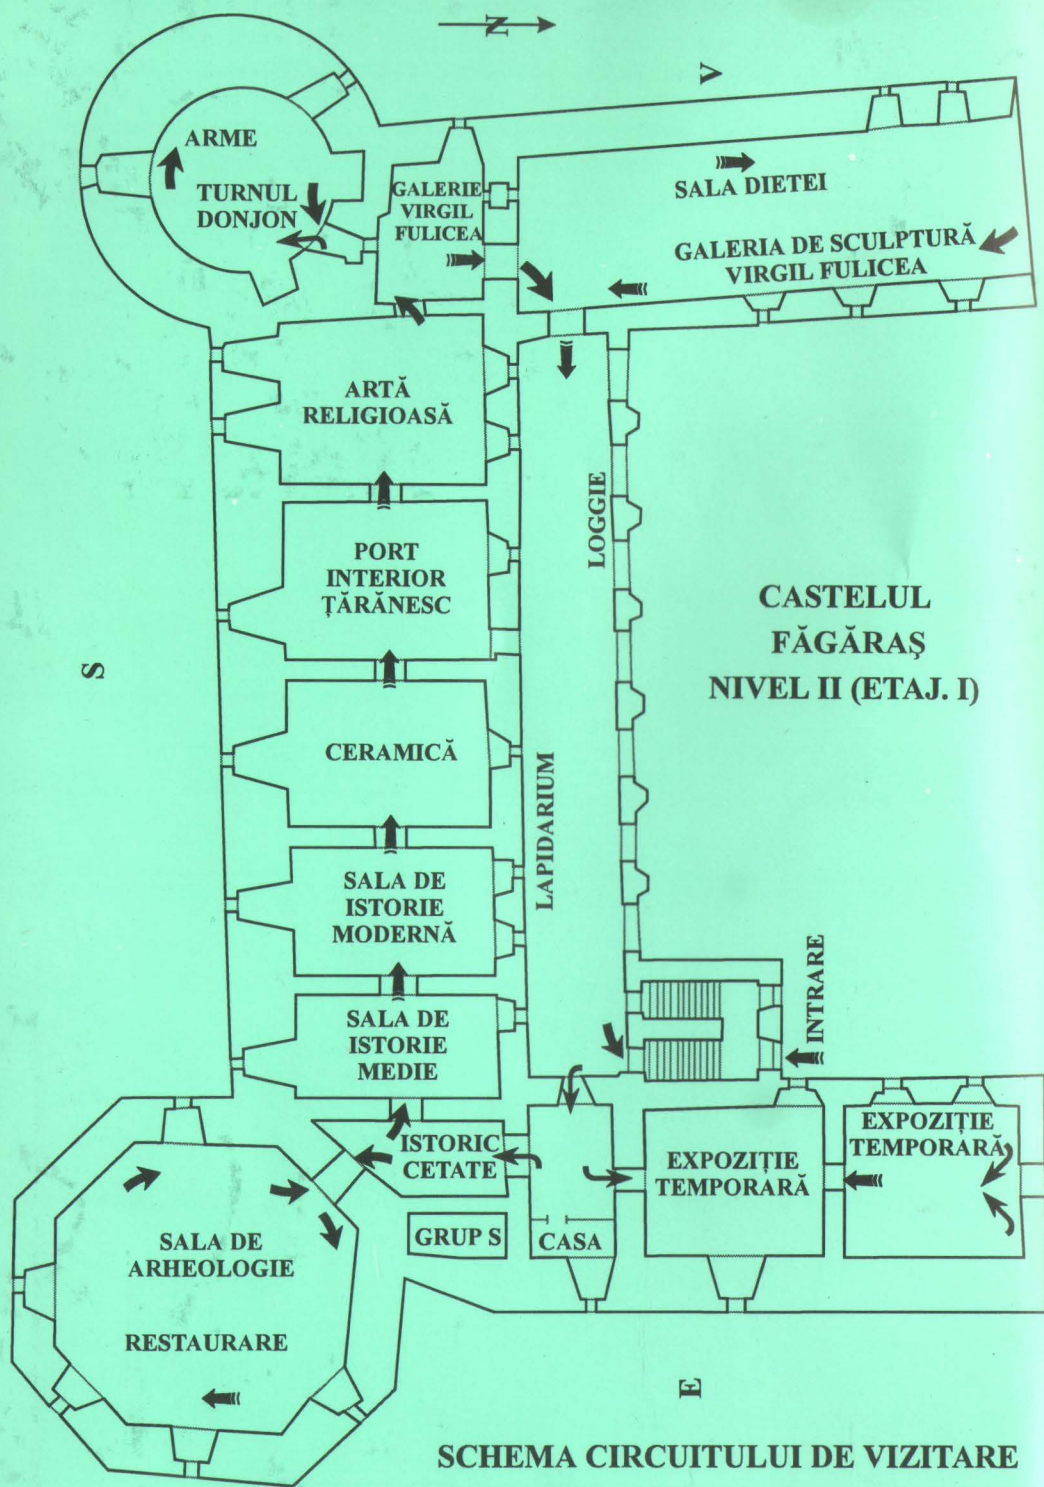 N
V
ARME
TURNUL
DONJON
GALERIE
VIRGIL
FULICEA
SALA DIETEI
GALERIA DE SCULPTURĂ
VIRGIL FULICEA
ARTĂ
RELIGIOASĂ
PORT
INTERIOR
ȚĂRĂNESC
LOGGIE
CASTELUL
FĂGĂRAȘ
NIVEL II (ETAJ. I)
S
CERAMICĂ
LAPIDARIUM
SALA DE
ISTORIE
MODERNĂ
SALA DE
ISTORIE
MEDIE
INTRARE
ISTORIC
CETATE
EXPOZIȚIE
TEMPORARĂ
EXPOZIȚIE
TEMPORARĂ
GRUP S
CASA
SALA DE
ARHEOLOGIE
RESTAURARE
E
SCHEMA CIRCUITULUI DE VIZITARE